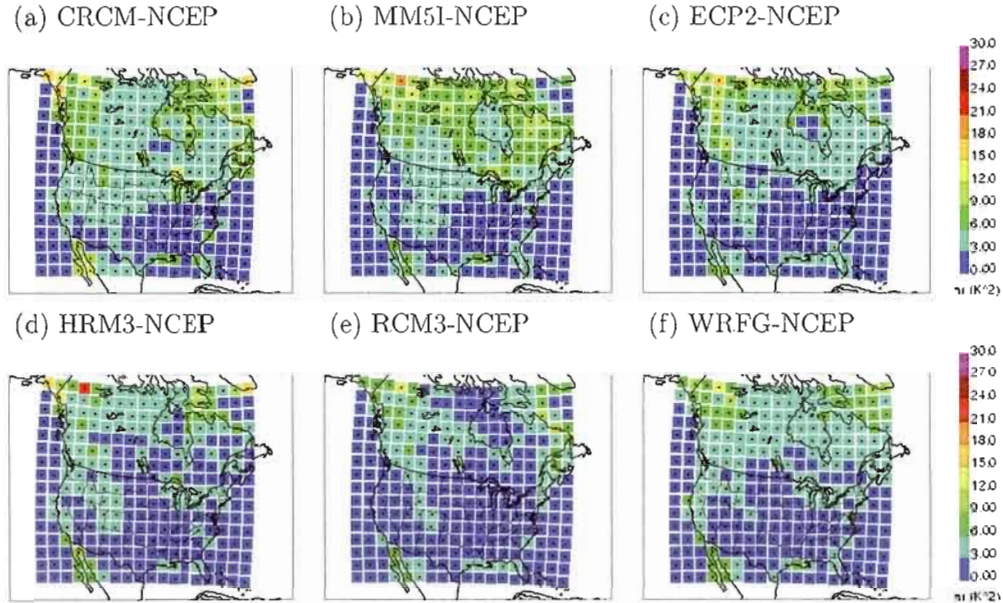 (a) CRCM-NCEP
(b) MM5I-NCEP
(c) ECP2-NCEP
30.0
27.0
24.0
21.0
18.0
15.0
12.0
9.00
6.00
3.00
0.00
(K^2)
(d) HRM3-NCEP
(e) RCM3-NCEP
(f) WRFG-NCEP
30.0
27.0
24.0
21.0
18.0
15.0
12.0
9.00
6.00
3.00
0.00
(K^2)